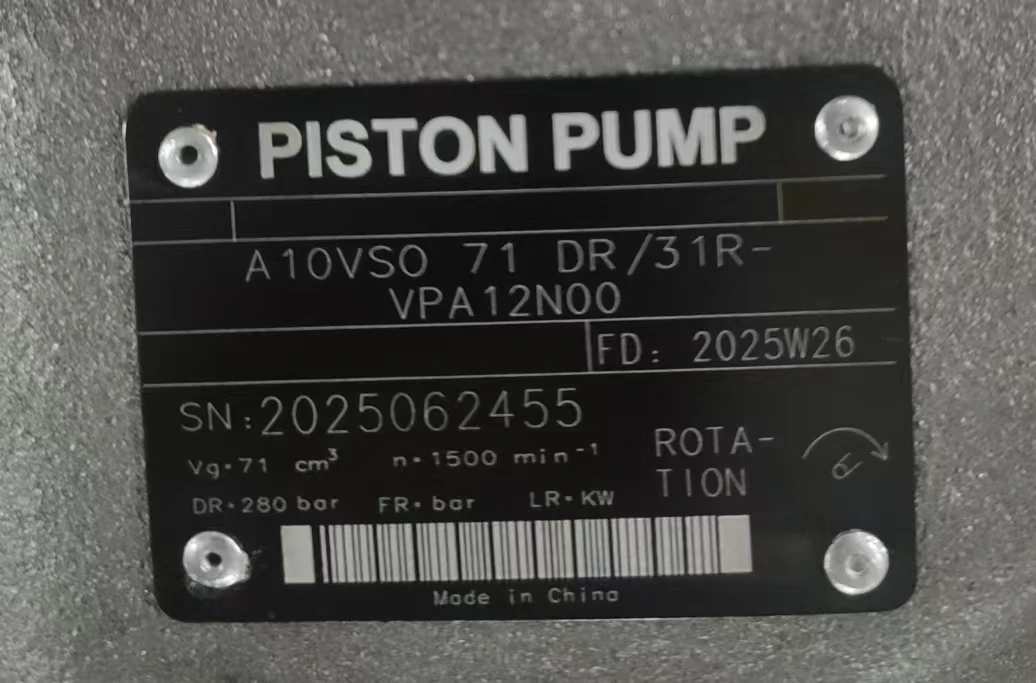 PISTON PUMP
A10VSO 71 DR/31R-
VPA12N00
FD: 2025W26
SN:2025062455
Vg=71 cm³ n=1500 min⁻¹
ROTA-
TION
DR=280 bar FR=bar LR=KW
Made in China